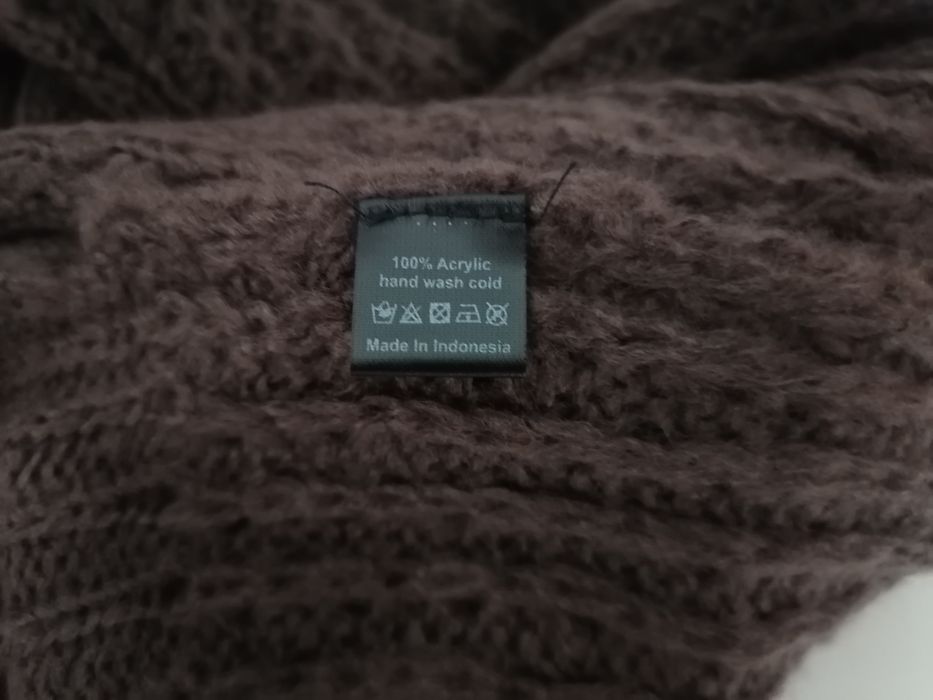 100% Acrylic
hand wash cold
Made In Indonesia